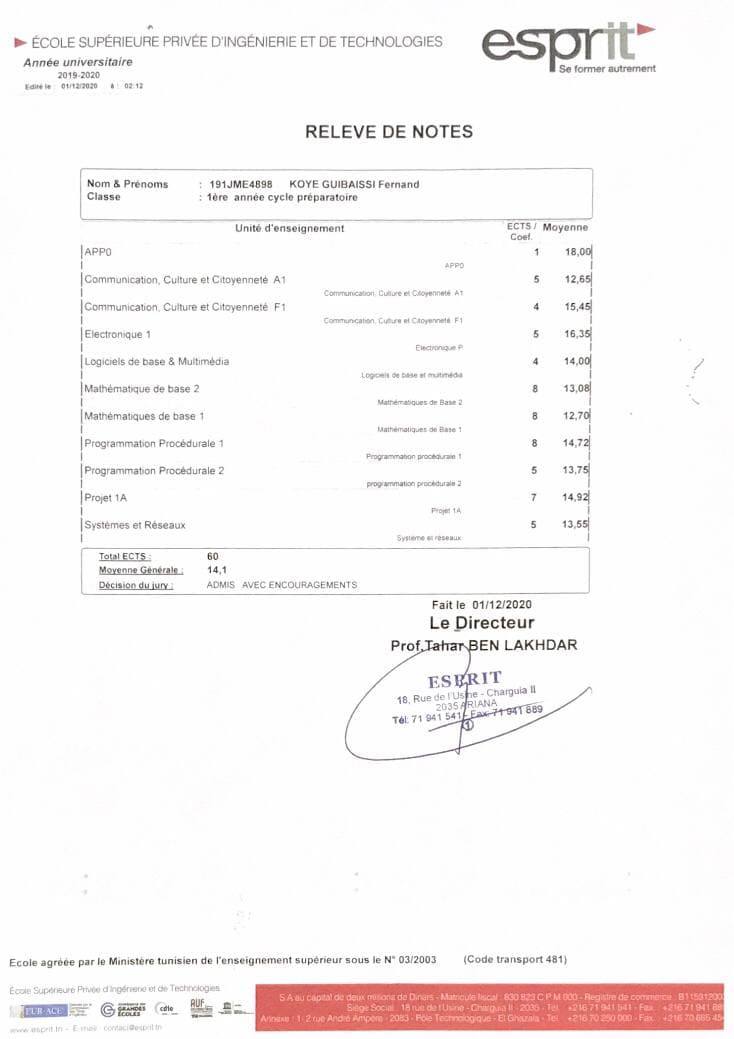 ÉCOLE SUPÉRIEURE PRIVÉE D'INGÉNIERIE ET DE TECHNOLOGIES
esprit
Se former autrement
Année universitaire
2019-2020
Edité le : 01/12/2020 à : 02:12
RELEVE DE NOTES
Nom & Prénoms : 191JME4898 KOYE GUIBAISSI Fernand
Classe : 1ère année cycle préparatoire
Unité d'enseignement ECTS / Coef. Moyenne
APP0 1 18,00
APP0
Communication, Culture et Citoyenneté A1 5 12,65
Communication, Culture et Citoyenneté A1
Communication, Culture et Citoyenneté F1 4 15,45
Communication, Culture et Citoyenneté F1
Electronique 1 5 16,35
Electronique P
Logiciels de base & Multimédia 4 14,00
Logiciels de base et multimédia
Mathématique de base 2 8 13,08
Mathématiques de Base 2
Mathématiques de base 1 8 12,70
Mathématiques de Base 1
Programmation Procédurale 1 8 14,72
Programmation procédurale 1
Programmation Procédurale 2 5 13,75
programmation procédurale 2
Projet 1A 7 14,92
Projet 1A
Systèmes et Réseaux 5 13,55
Système et réseaux
Total ECTS : 60
Moyenne Générale : 14,1
Décision du jury : ADMIS AVEC ENCOURAGEMENTS
Fait le 01/12/2020
Le Directeur
Prof.Tahar BEN LAKHDAR
ESPRIT
18, Rue de l'Usine - Charguia II
2035 ARIANA
Tél: 71 941 541 - Fax: 71 941 889
1
Ecole agréée par le Ministère tunisien de l'enseignement supérieur sous le N° 03/2003 (Code transport 481)
École Supérieure Privée d'Ingénierie et de Technologies
EUR-ACE
CONFÉRENCE DES GRANDES ÉCOLES
cdio
AUF
www.esprit.tn - E-mail : contact@esprit.tn
S.A au capital de deux millions de Dinars - Matricule fiscal : 830 823 C P M 000 - Registre de commerce : B1159120
Siège Social : 18 rue de l'Usine - Charguia II - 2035 - Tél. : +216 71 941 541 - Fax. : +216 71 941
Annexe : 1-2 rue André Ampère - 2083 - Pôle Technologique - El Ghazala - Tél. : +216 70 250 000 - Fax. : +216 70 685